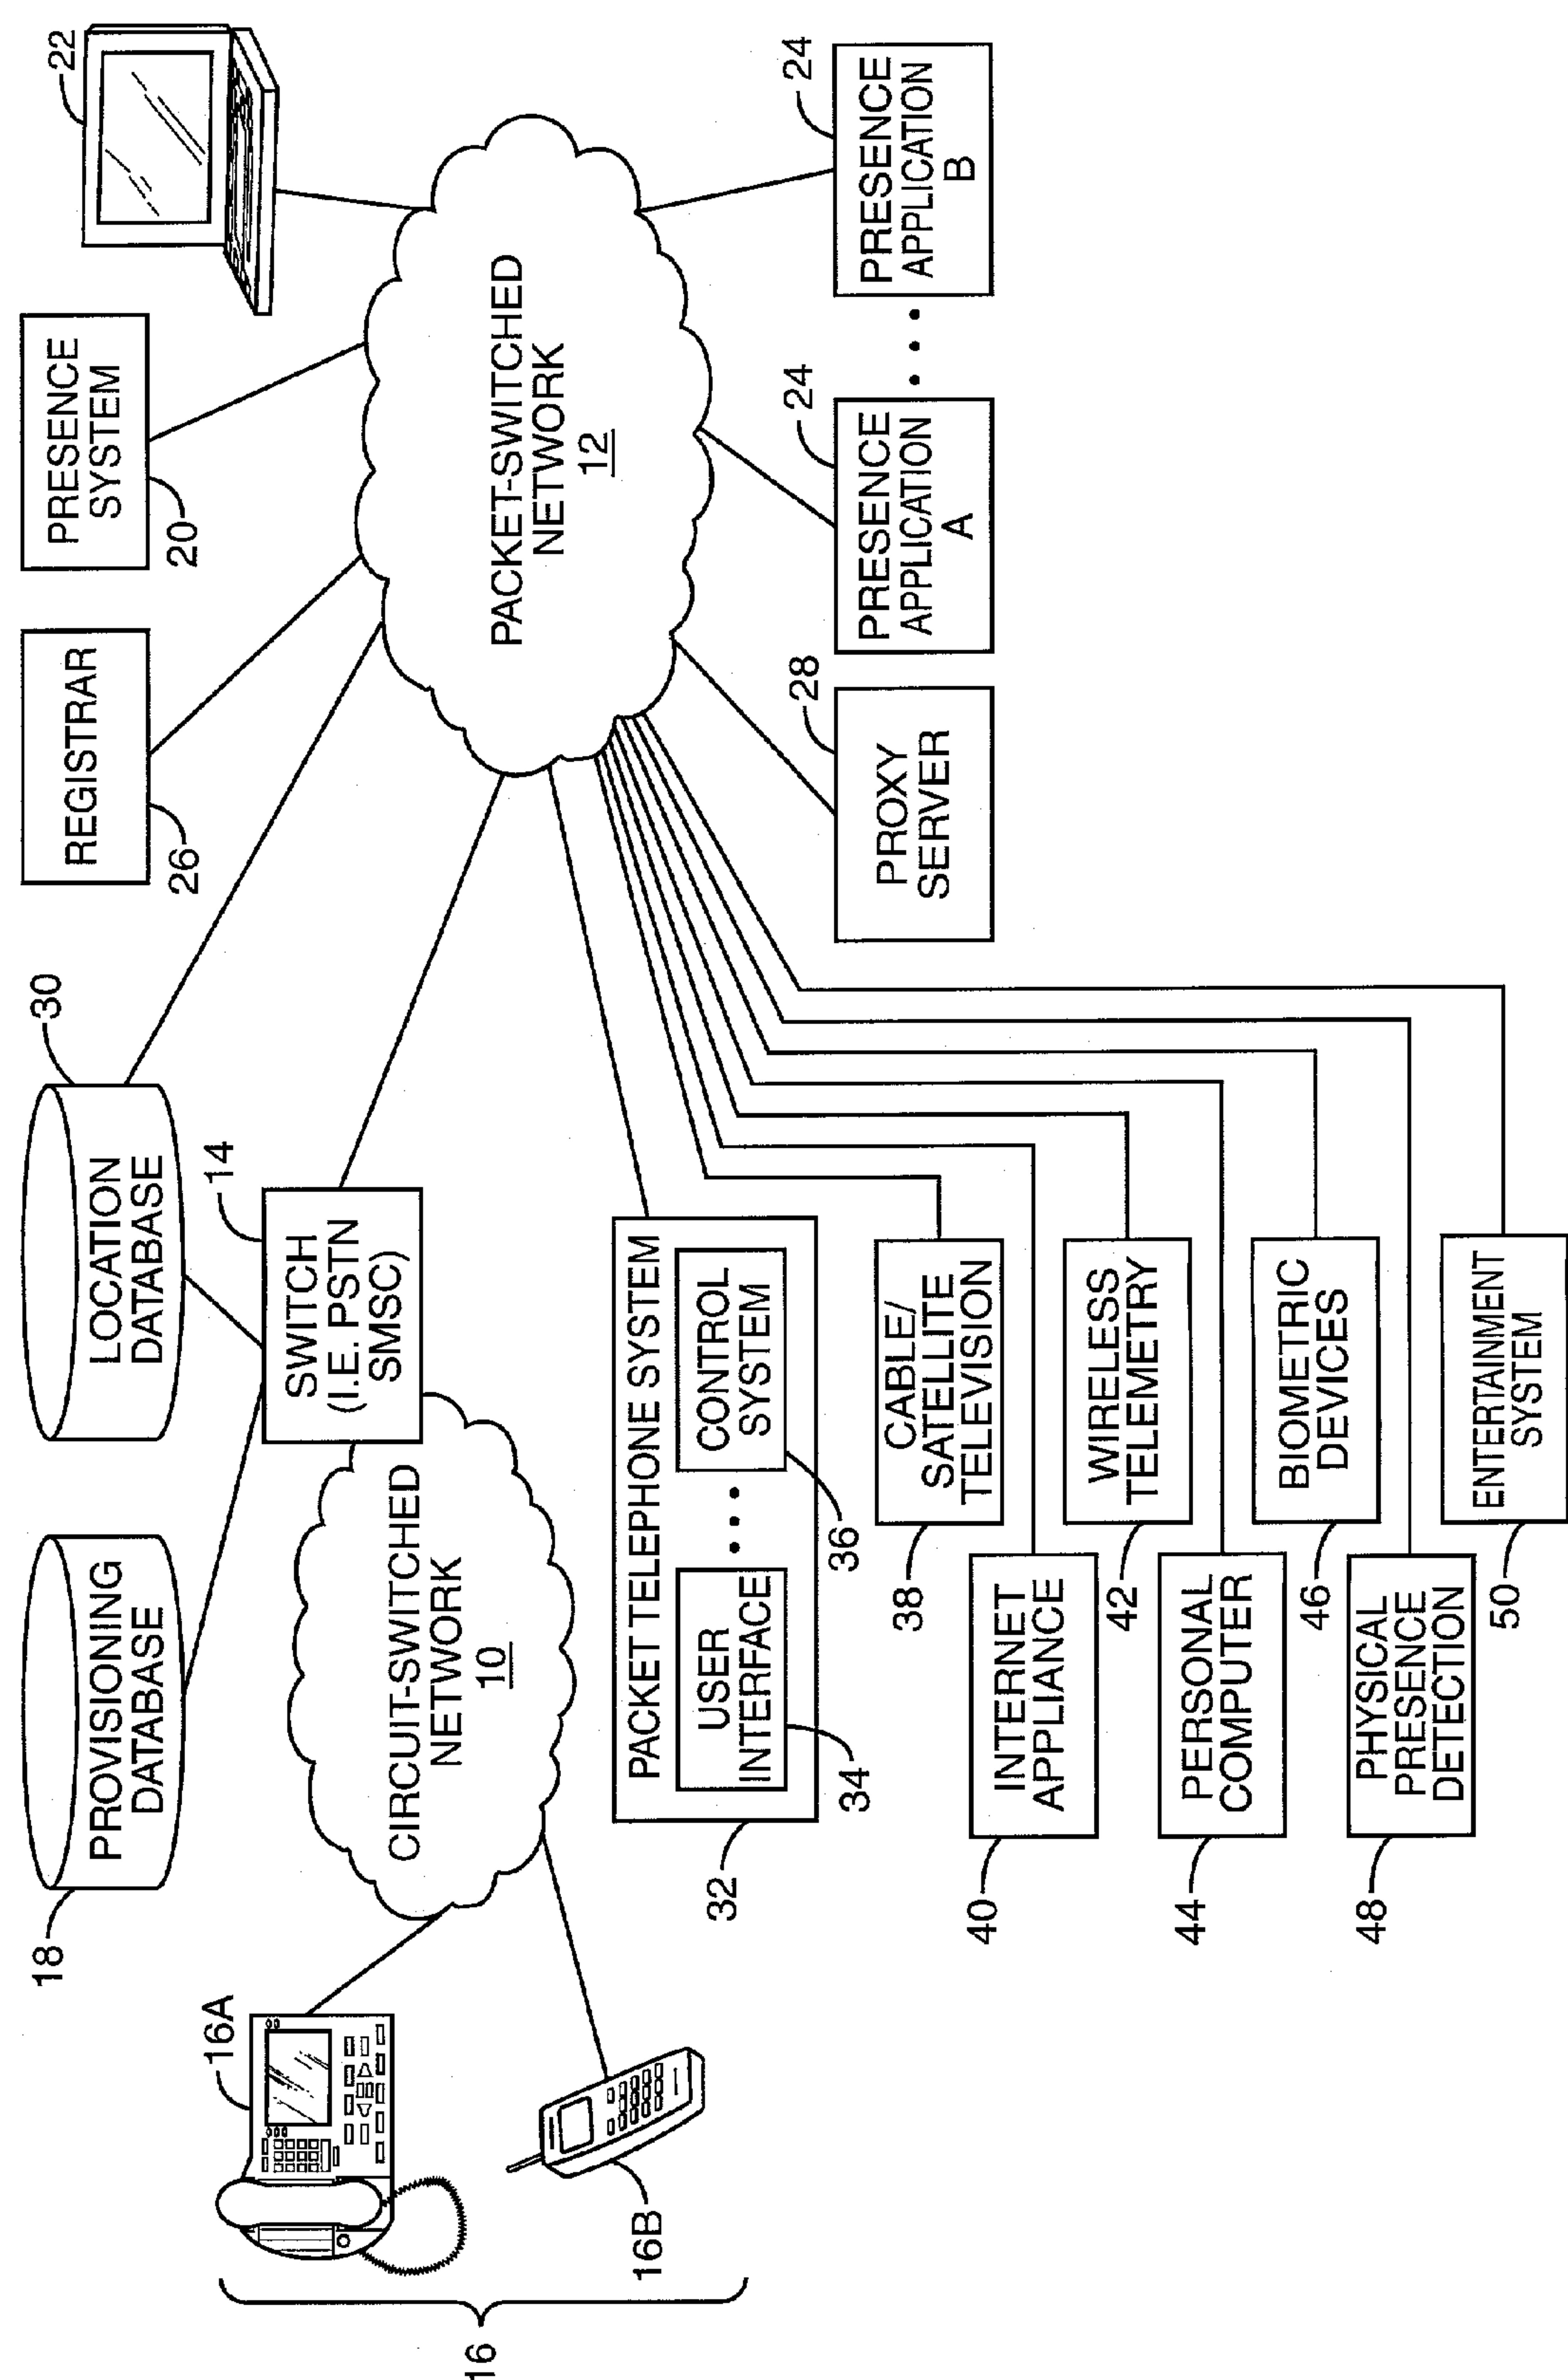 18
PROVISIONING
DATABASE
30
LOCATION
DATABASE
REGISTRAR
26
PRESENCE
SYSTEM
20
22
16A
14
SWITCH
(I.E. PSTN
SMSC)
CIRCUIT-SWITCHED
NETWORK
10
PACKET-SWITCHED
NETWORK
12
16
16B
32
PACKET TELEPHONE SYSTEM
USER
INTERFACE
34
• • •
CONTROL
SYSTEM
36
28
PROXY
SERVER
24
PRESENCE
APPLICATION
A
• • •
24
PRESENCE
APPLICATION
B
38
CABLE/
SATELLITE
TELEVISION
40
INTERNET
APPLIANCE
42
WIRELESS
TELEMETRY
44
PERSONAL
COMPUTER
46
BIOMETRIC
DEVICES
48
PHYSICAL
PRESENCE
DETECTION
50
ENTERTAINMENT
SYSTEM